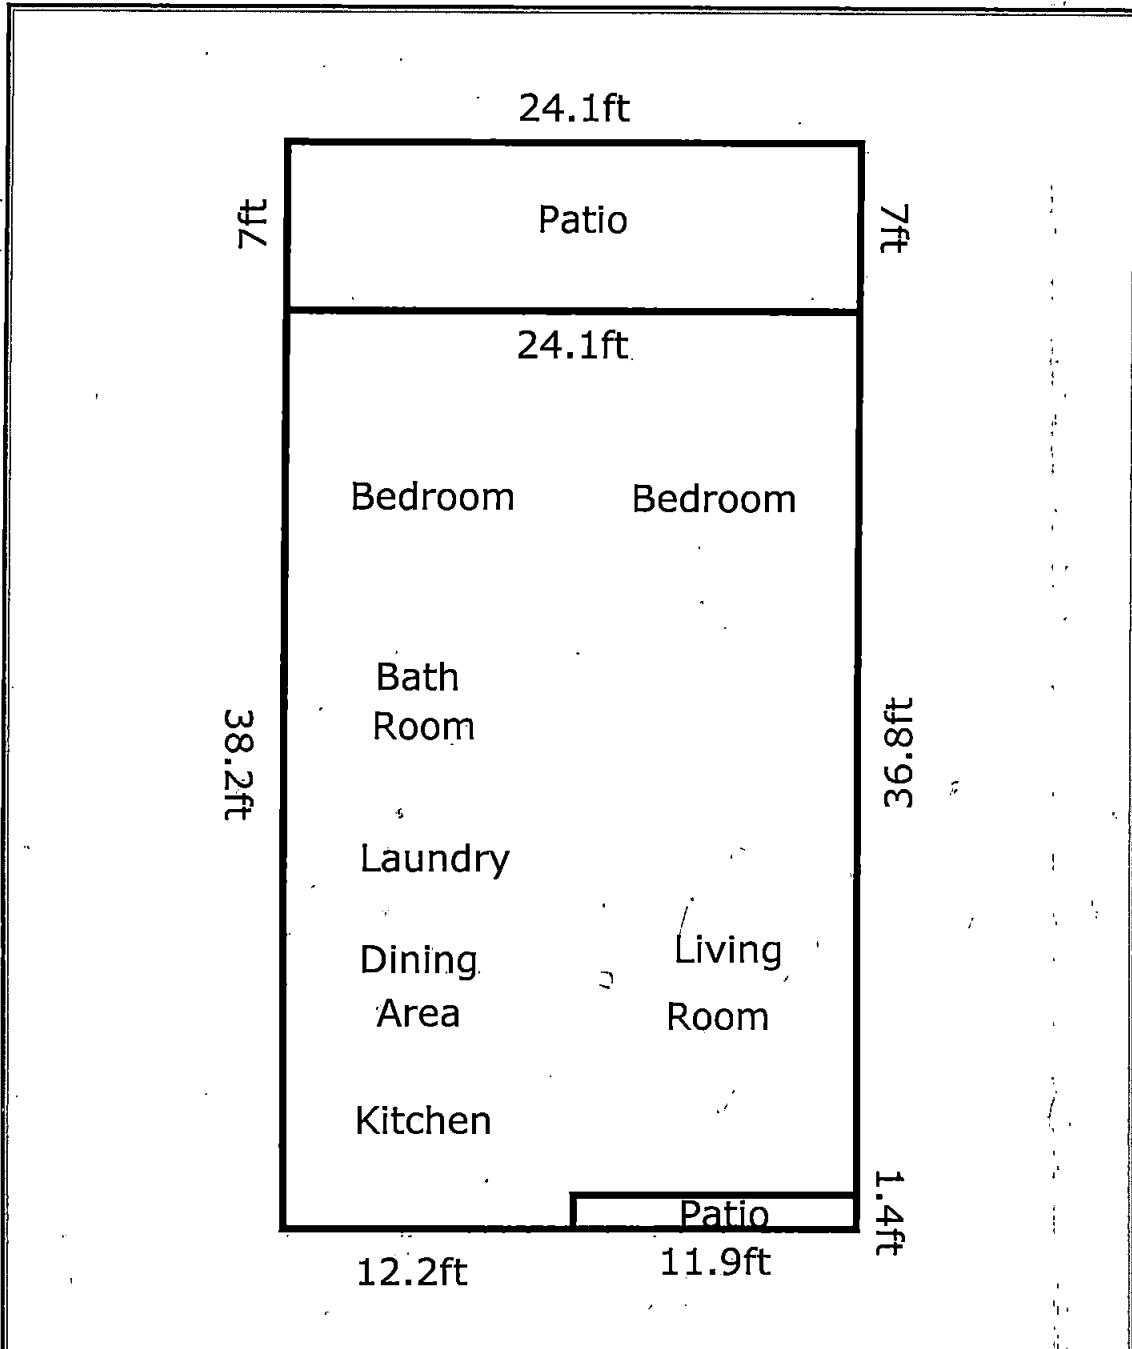 24.1ft
7ft
Patio
7ft
24.1ft
Bedroom
Bedroom
Bath
Room
38.2ft
36.8ft
Laundry
Dining
Area
Living
Room
Kitchen
1.4ft
Patio
12.2ft
11.9ft